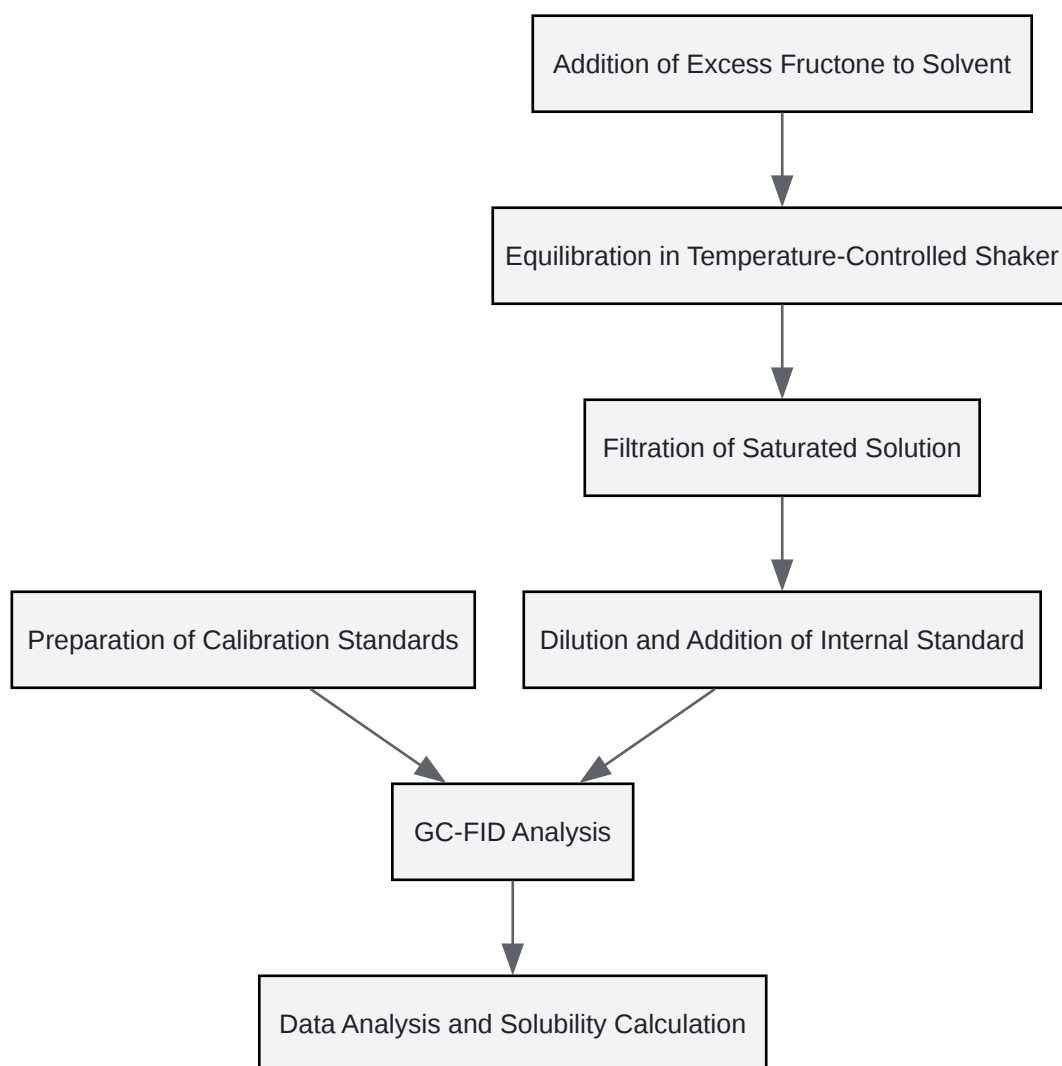 Addition of Excess Fructone to Solvent
Equilibration in Temperature-Controlled Shaker
Filtration of Saturated Solution
Preparation of Calibration Standards
Dilution and Addition of Internal Standard
GC-FID Analysis
Data Analysis and Solubility Calculation